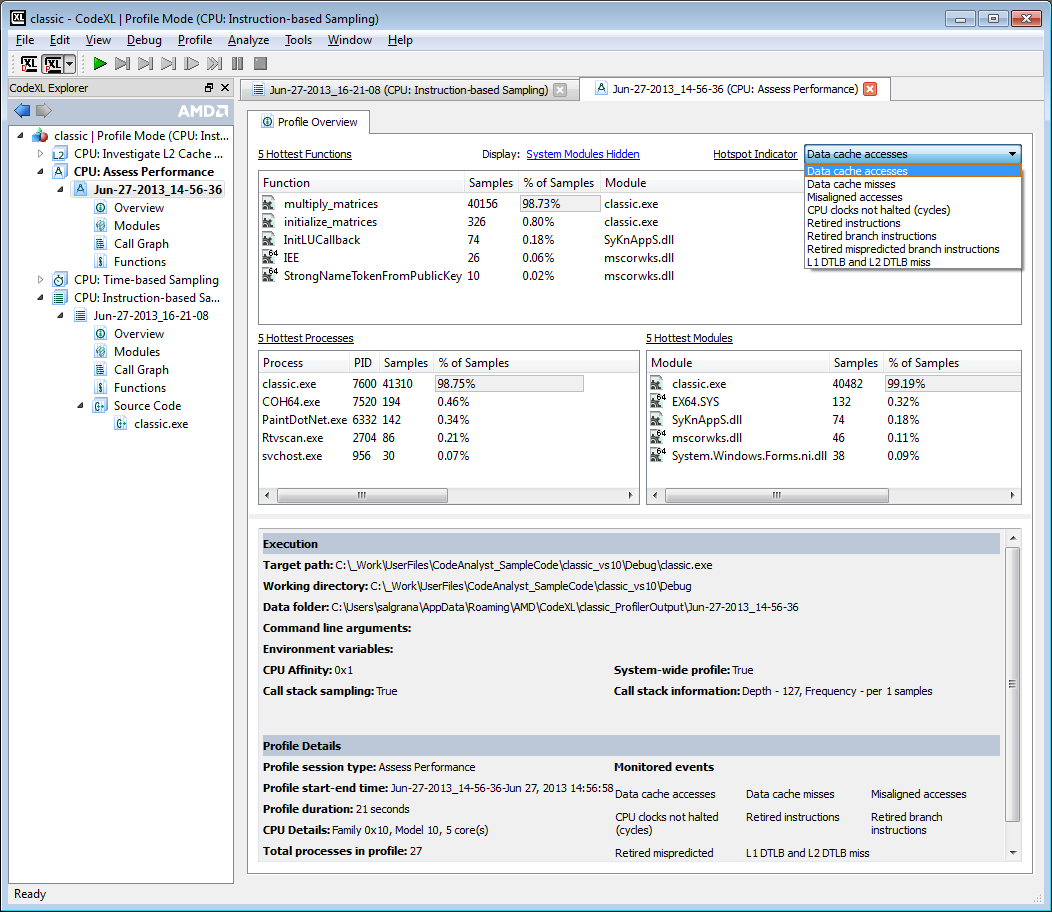 classic - CodeXL | Profile Mode (CPU: Instruction-based Sampling)
File Edit View Debug Profile Analyze Tools Window Help
CodeXL Explorer
AMD
classic | Profile Mode (CPU: Inst...
CPU: Investigate L2 Cache ...
CPU: Assess Performance
Jun-27-2013_14-56-36
Overview
Modules
Call Graph
Functions
CPU: Time-based Sampling
CPU: Instruction-based Sa...
Jun-27-2013_16-21-08
Overview
Modules
Call Graph
Functions
Source Code
classic.exe
Jun-27-2013_16-21-08 (CPU: Instruction-based Sampling)
Jun-27-2013_14-56-36 (CPU: Assess Performance)
Profile Overview
5 Hottest Functions Display: System Modules Hidden Hotspot Indicator Data cache accesses
Data cache accesses
Data cache misses
Misaligned accesses
CPU clocks not halted (cycles)
Retired instructions
Retired branch instructions
Retired mispredicted branch instructions
L1 DTLB and L2 DTLB miss
Function Samples % of Samples Module
multiply_matrices 40156 98.73% classic.exe
initialize_matrices 326 0.80% classic.exe
InitLUCallback 74 0.18% SyKnAppS.dll
IEE 26 0.06% mscorwks.dll
StrongNameTokenFromPublicKey 10 0.02% mscorwks.dll
5 Hottest Processes
Process PID Samples % of Samples
classic.exe 7600 41310 98.75%
COH64.exe 7520 194 0.46%
PaintDotNet.exe 6332 142 0.34%
Rtvscan.exe 2704 86 0.21%
svchost.exe 956 30 0.07%
5 Hottest Modules
Module Samples % of Samples
classic.exe 40482 99.19%
EX64.SYS 132 0.32%
SyKnAppS.dll 74 0.18%
mscorwks.dll 46 0.11%
System.Windows.Forms.ni.dll 38 0.09%
Execution
Target path: C:\_Work\UserFiles\CodeAnalyst_SampleCode\classic_vs10\Debug\classic.exe
Working directory: C:\_Work\UserFiles\CodeAnalyst_SampleCode\classic_vs10\Debug
Data folder: C:\Users\salgrana\AppData\Roaming\AMD\CodeXL\classic_ProfilerOutput\Jun-27-2013_14-56-36
Command line arguments:
Environment variables:
CPU Affinity: 0x1 System-wide profile: True
Call stack sampling: True Call stack information: Depth - 127, Frequency - per 1 samples
Profile Details
Profile session type: Assess Performance
Profile start-end time: Jun-27-2013_14-56-36-Jun 27, 2013 14:56:58
Profile duration: 21 seconds
CPU Details: Family 0x10, Model 10, 5 core(s)
Total processes in profile: 27
Monitored events
Data cache accesses Data cache misses Misaligned accesses
CPU clocks not halted Retired instructions Retired branch
(cycles) instructions
Retired mispredicted L1 DTLB and L2 DTLB miss
Ready